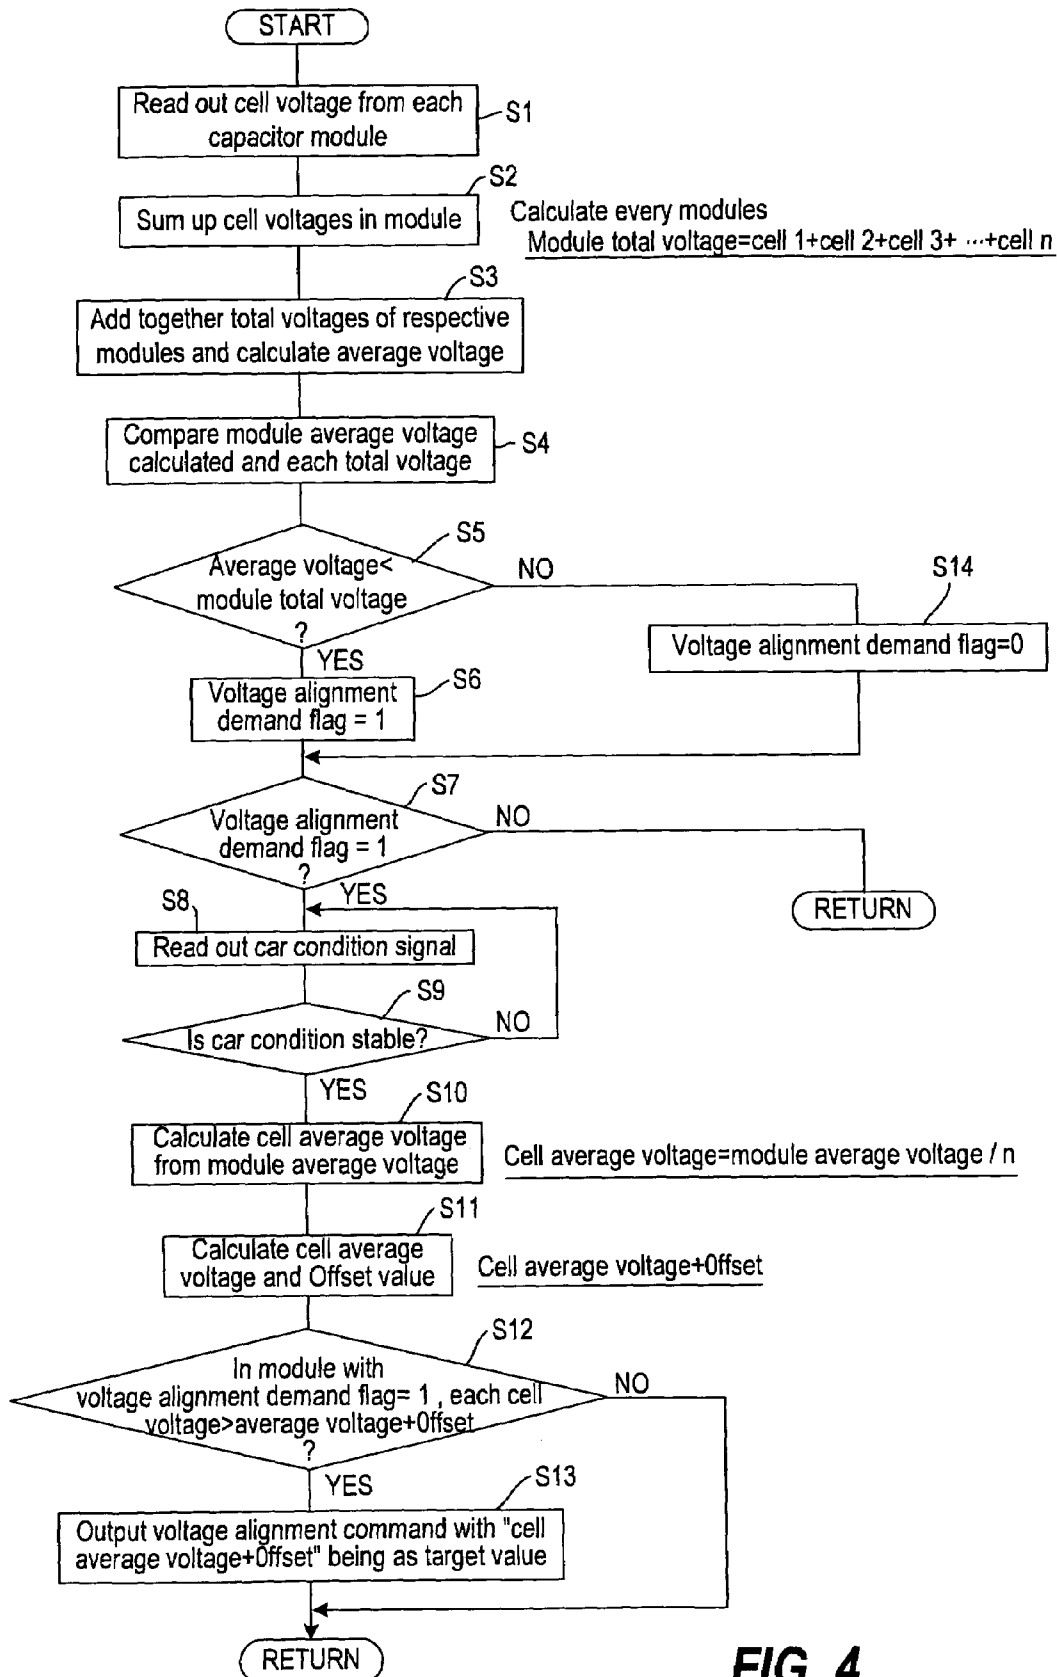 START
Read out cell voltage from each
capacitor module
S1
S2
Sum up cell voltages in module
Calculate every modules
Module total voltage=cell 1+cell 2+cell 3+ ···+cell n
S3
Add together total voltages of respective
modules and calculate average voltage
Compare module average voltage
calculated and each total voltage
S4
S5
Average voltage<
module total voltage
?
NO
YES
S14
Voltage alignment demand flag=0
S6
Voltage alignment
demand flag = 1
S7
Voltage alignment
demand flag = 1
?
NO
YES
RETURN
S8
Read out car condition signal
S9
Is car condition stable?
NO
YES
S10
Calculate cell average voltage
from module average voltage
Cell average voltage=module average voltage / n
S11
Calculate cell average
voltage and Offset value
Cell average voltage+Offset
S12
In module with
voltage alignment demand flag= 1 , each cell
voltage>average voltage+Offset
?
NO
YES
S13
Output voltage alignment command with "cell
average voltage+Offset" being as target value
RETURN
FIG. 4